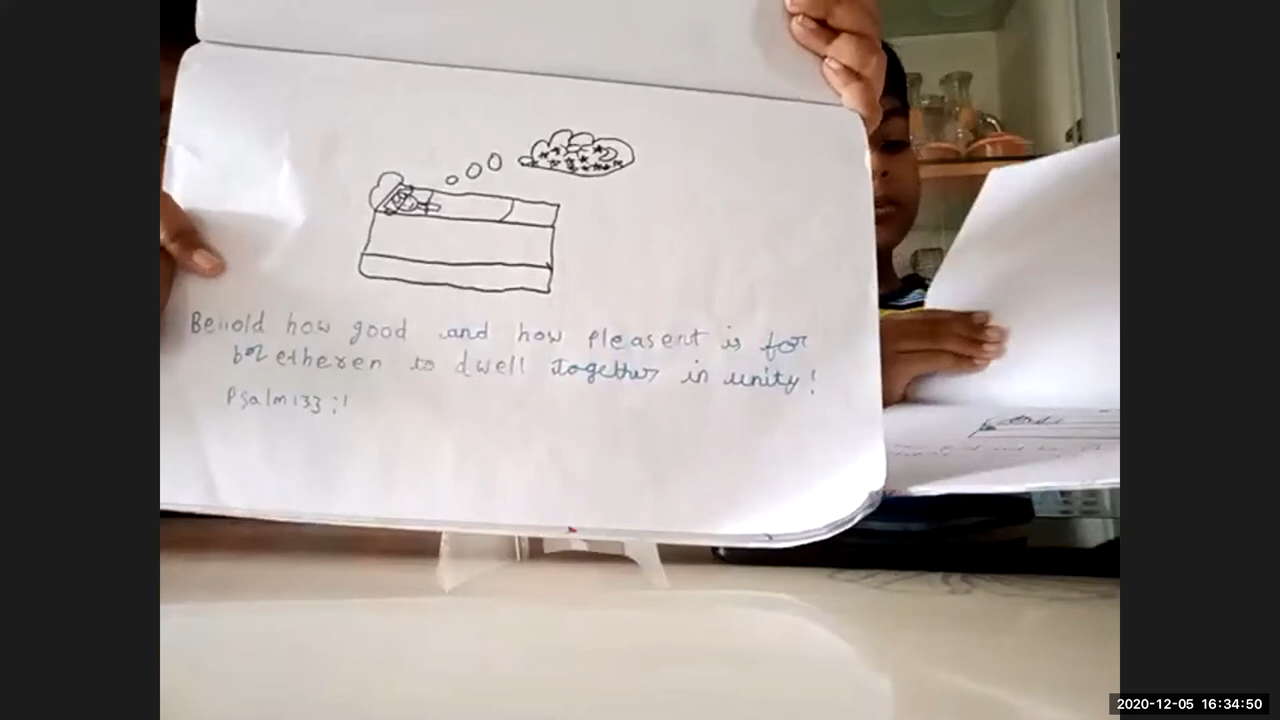 Behold how good and how pleasent is for
bretheren to dwell together in unity!
Psalm 133:1
2020-12-05 16:34:50